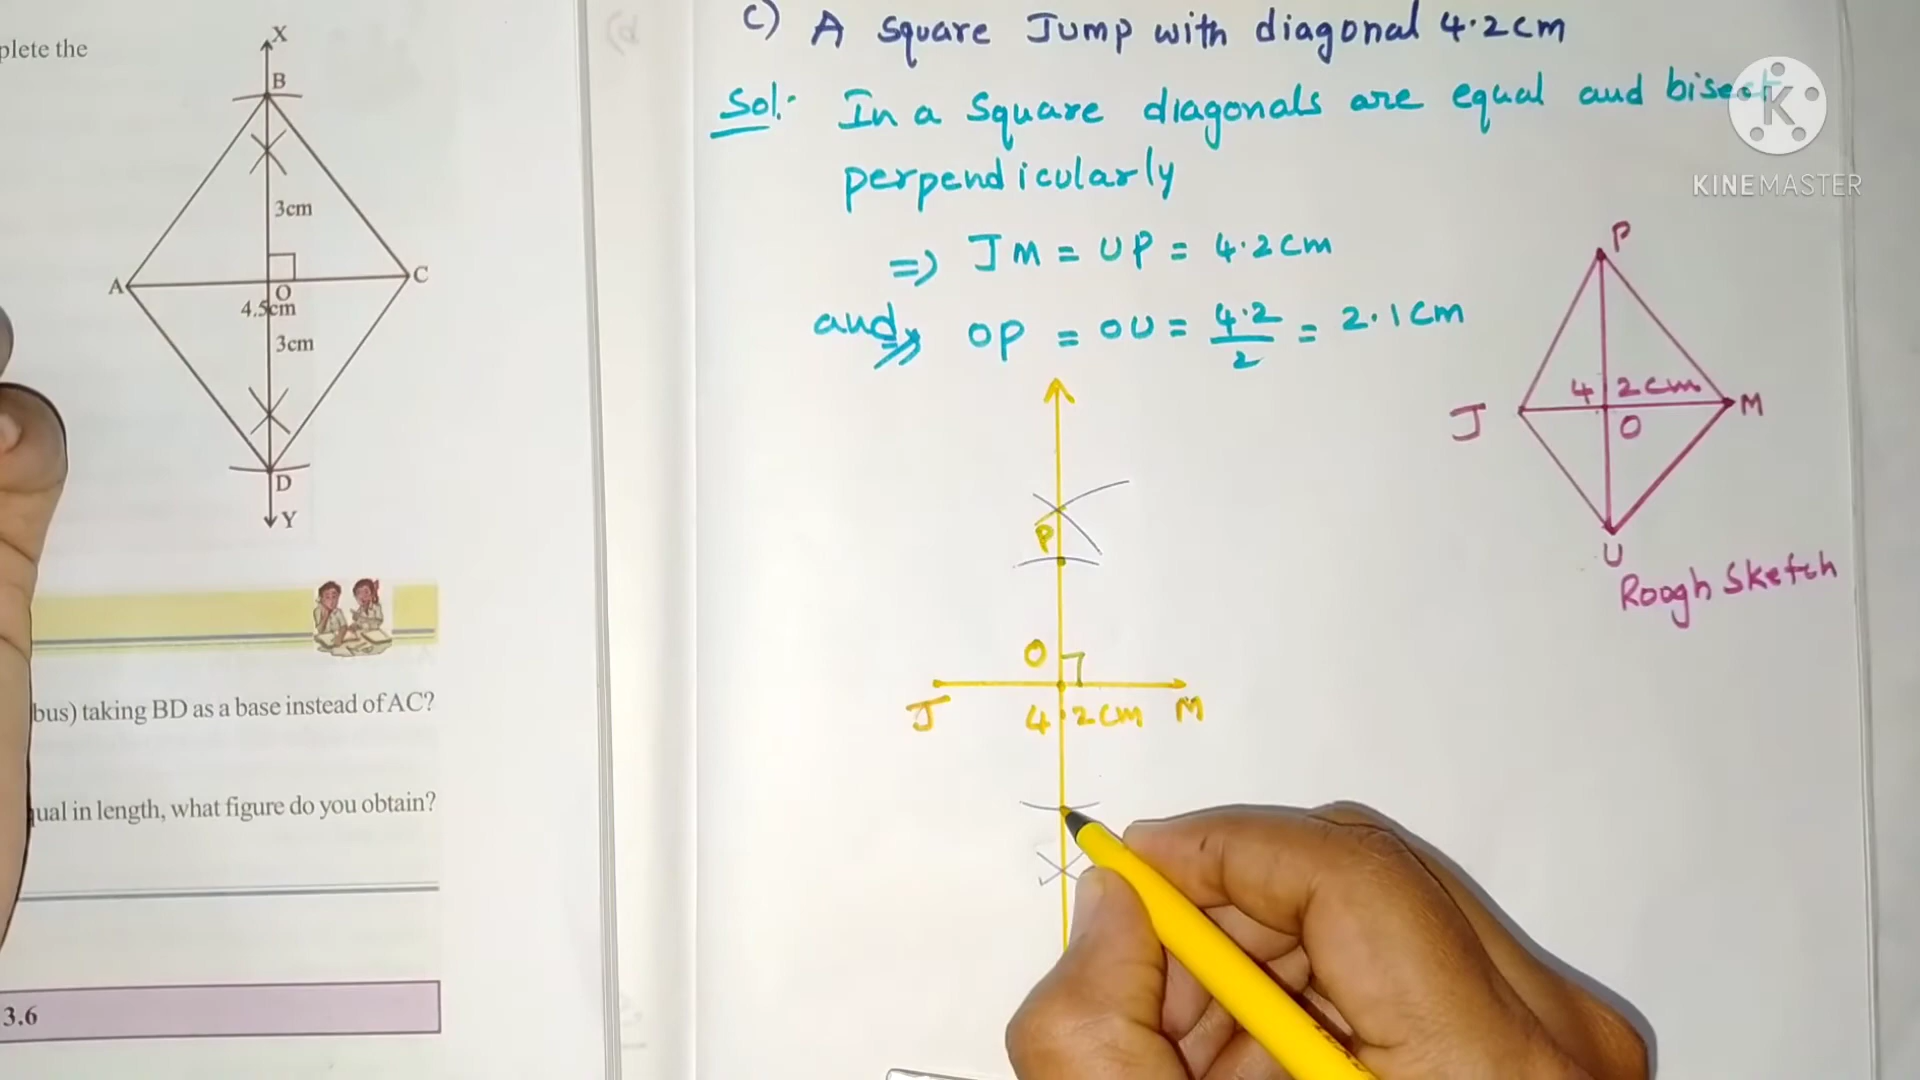 plete the
X
B
3cm
A
C
O
4.5cm
3cm
D
Y
bus) taking BD as a base instead of AC?
ual in length, what figure do you obtain?
3.6
c) A square Jump with diagonal 4.2cm
Sol:- In a square diagonals are equal and bisect
perpendicularly
=> JM = UP = 4.2cm
and OP = OU = 4.2/2 = 2.1cm
K
KINEMASTER
P
4.2cm
J
M
O
U
Rough Sketch
P
O
J
4.2cm
M